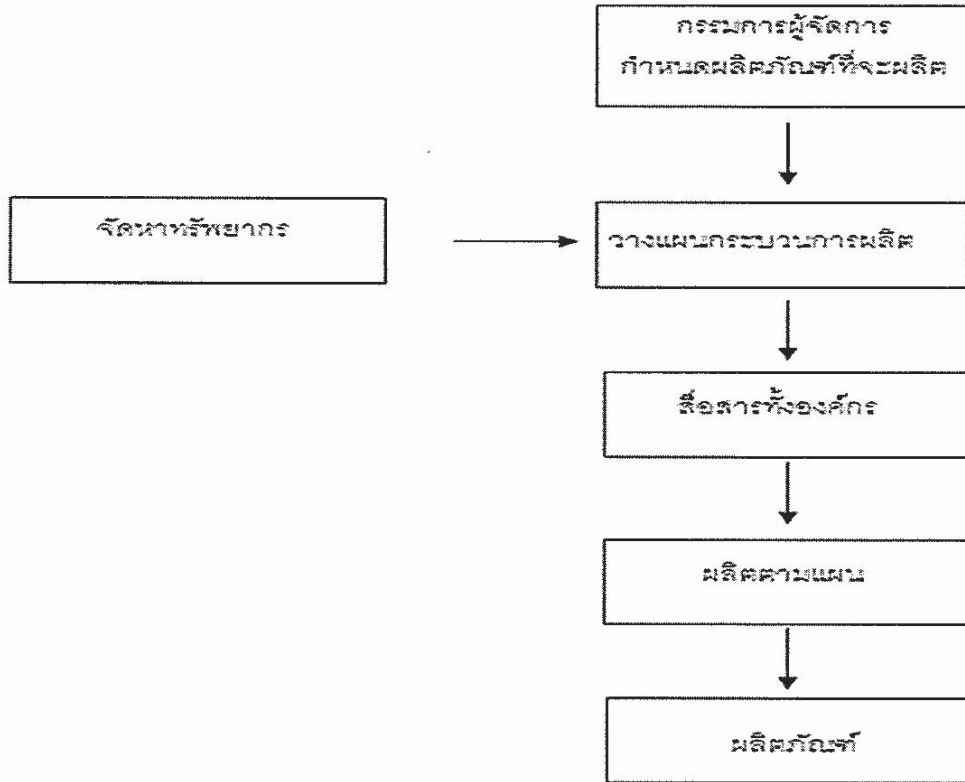 กรรมการผู้จัดการ
กำหนดผลิตภัณฑ์ที่จะผลิต
จัดหาทรัพยากร
วางแผนกระบวนการผลิต
สื่อสารทั้งองค์กร
ผลิตตามแผน
ผลิตภัณฑ์